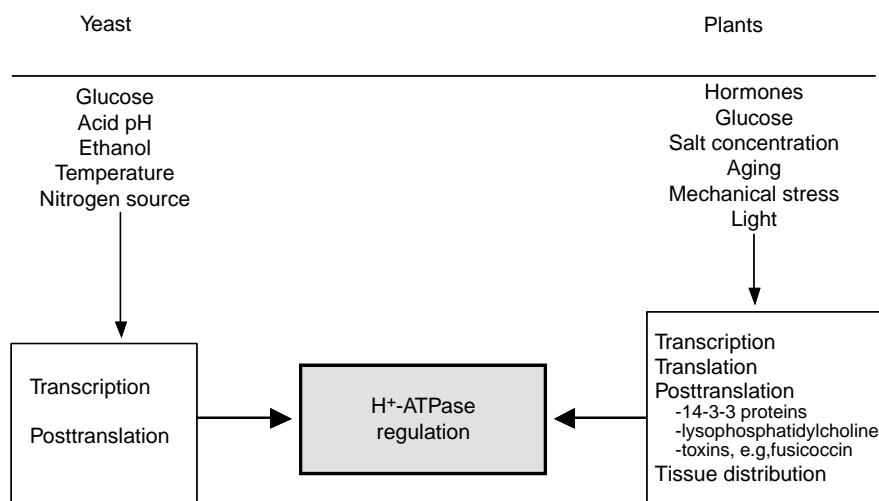 Yeast
Plants
Glucose
Acid pH
Ethanol
Temperature
Nitrogen source
Hormones
Glucose
Salt concentration
Aging
Mechanical stress
Light
Transcription
Posttranslation
H+-ATPase
regulation
Transcription
Translation
Posttranslation
-14-3-3 proteins
-lysophosphatidylcholine
-toxins, e.g,fusicoccin
Tissue distribution